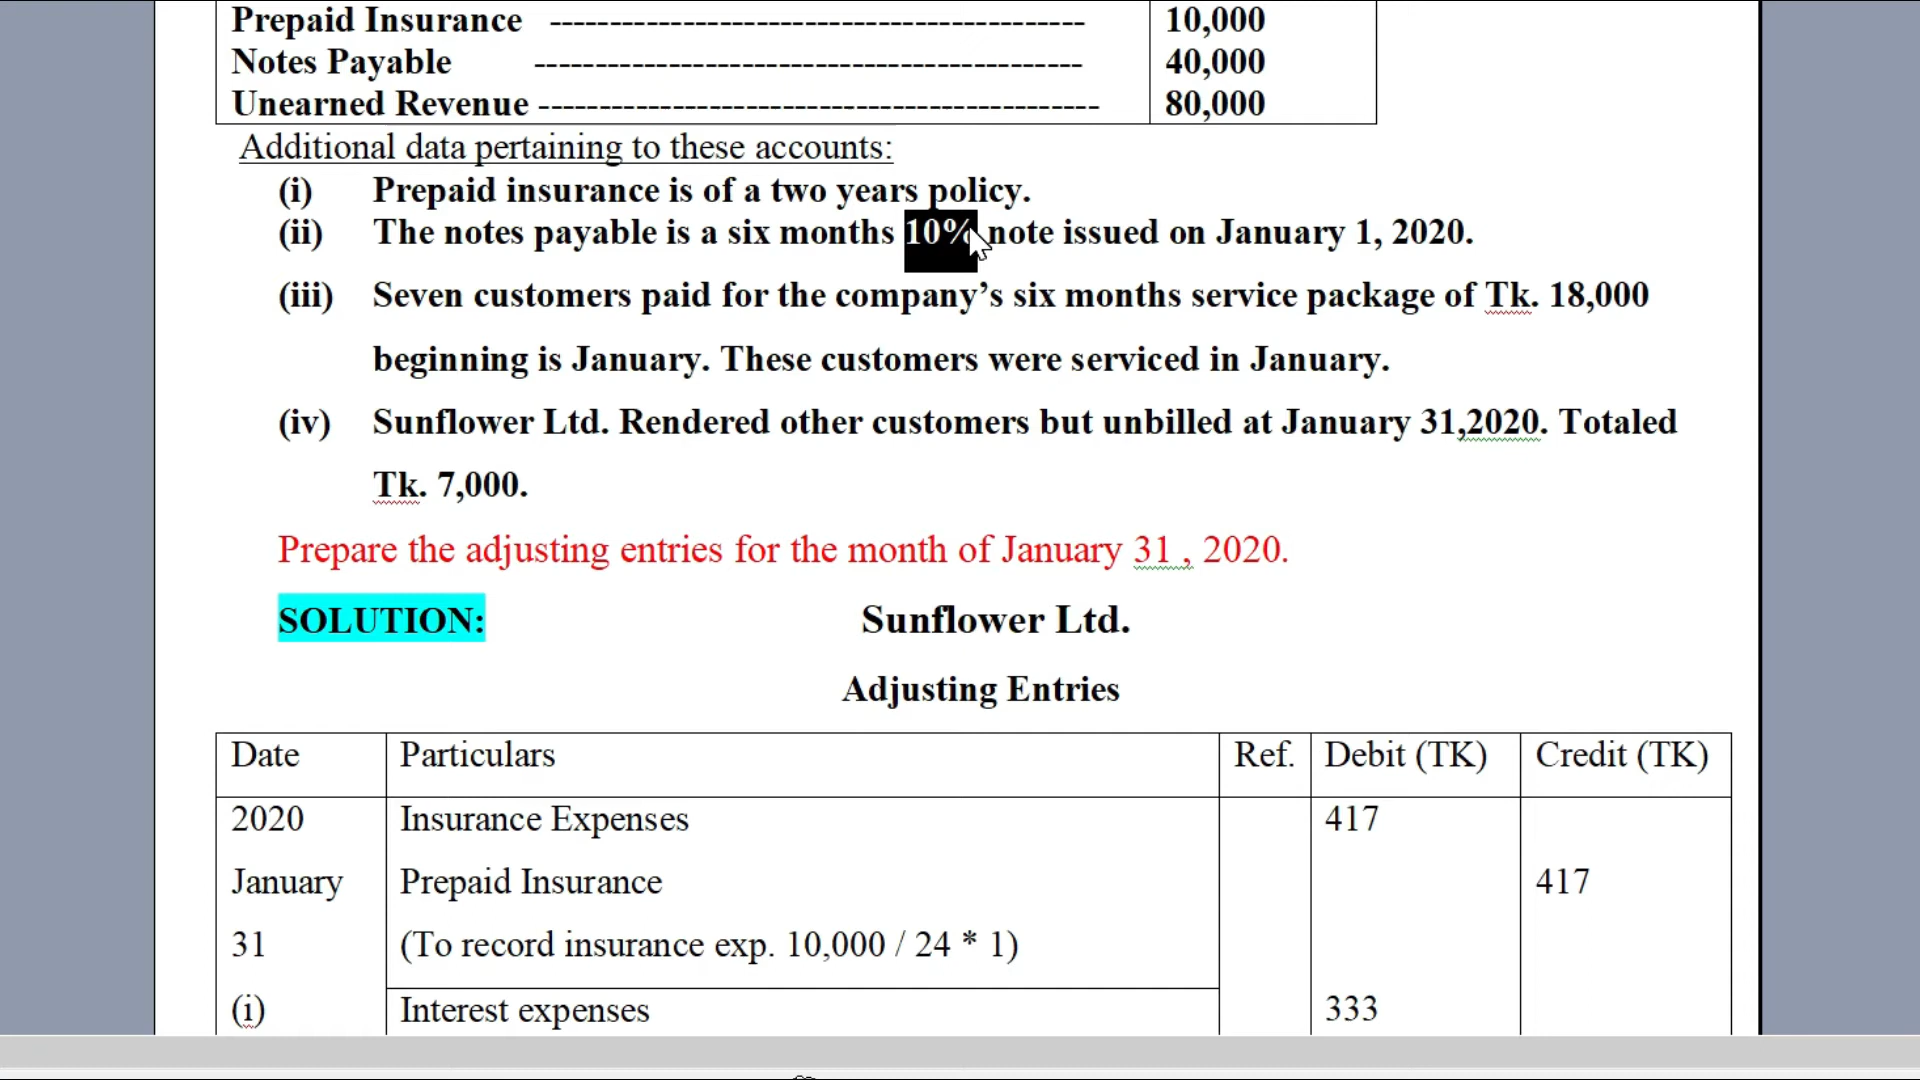 Prepaid Insurance -------------------------------------------- 10,000
Notes Payable --------------------------------------------- 40,000
Unearned Revenue ---------------------------------------------- 80,000
Additional data pertaining to these accounts:
(i) Prepaid insurance is of a two years policy.
(ii) The notes payable is a six months 10% note issued on January 1, 2020.
(iii) Seven customers paid for the company’s six months service package of Tk. 18,000
beginning is January. These customers were serviced in January.
(iv) Sunflower Ltd. Rendered other customers but unbilled at January 31,2020. Totaled
Tk. 7,000.
Prepare the adjusting entries for the month of January 31 , 2020.
SOLUTION: Sunflower Ltd.
Adjusting Entries
Date Particulars Ref. Debit (TK) Credit (TK)
2020 Insurance Expenses 417
January Prepaid Insurance 417
31 (To record insurance exp. 10,000 / 24 * 1)
(i) Interest expenses 333